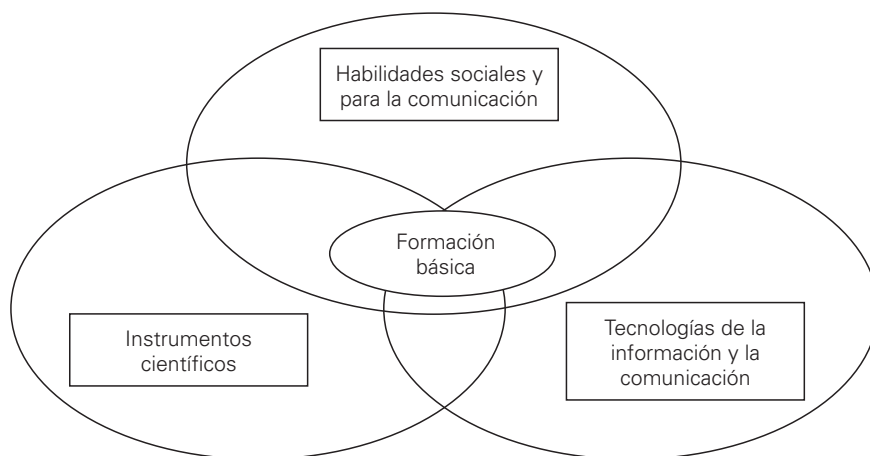 Habilidades sociales y
para la comunicación
Formación
básica
Instrumentos
científicos
Tecnologías de la
información y la
comunicación